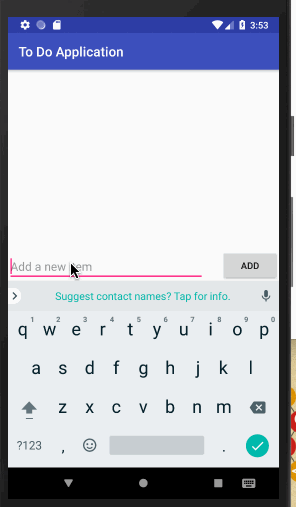 3:53
To Do Application
Add a new item
ADD
Suggest contact names? Tap for info.
1 2 3 4 5 6 7 8 9 0
q w e r t y u i o p
a s d f g h j k l
z x c v b n m
?123 , .